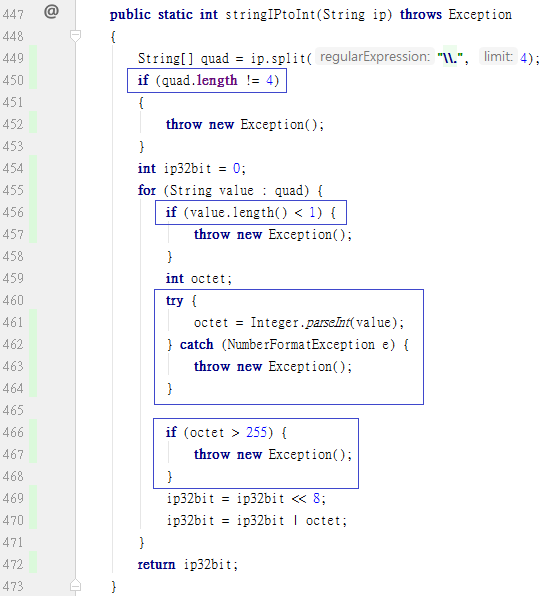 447 @ public static int stringIPtoInt(String ip) throws Exception
448 {
449 String[] quad = ip.split( regularExpression: "\\.", limit: 4);
450 if (quad.length != 4)
451 {
452 throw new Exception();
453 }
454 int ip32bit = 0;
455 for (String value : quad) {
456 if (value.length() < 1) {
457 throw new Exception();
458 }
459 int octet;
460 try {
461 octet = Integer.parseInt(value);
462 } catch (NumberFormatException e) {
463 throw new Exception();
464 }
465
466 if (octet > 255) {
467 throw new Exception();
468 }
469 ip32bit = ip32bit << 8;
470 ip32bit = ip32bit | octet;
471 }
472 return ip32bit;
473 }